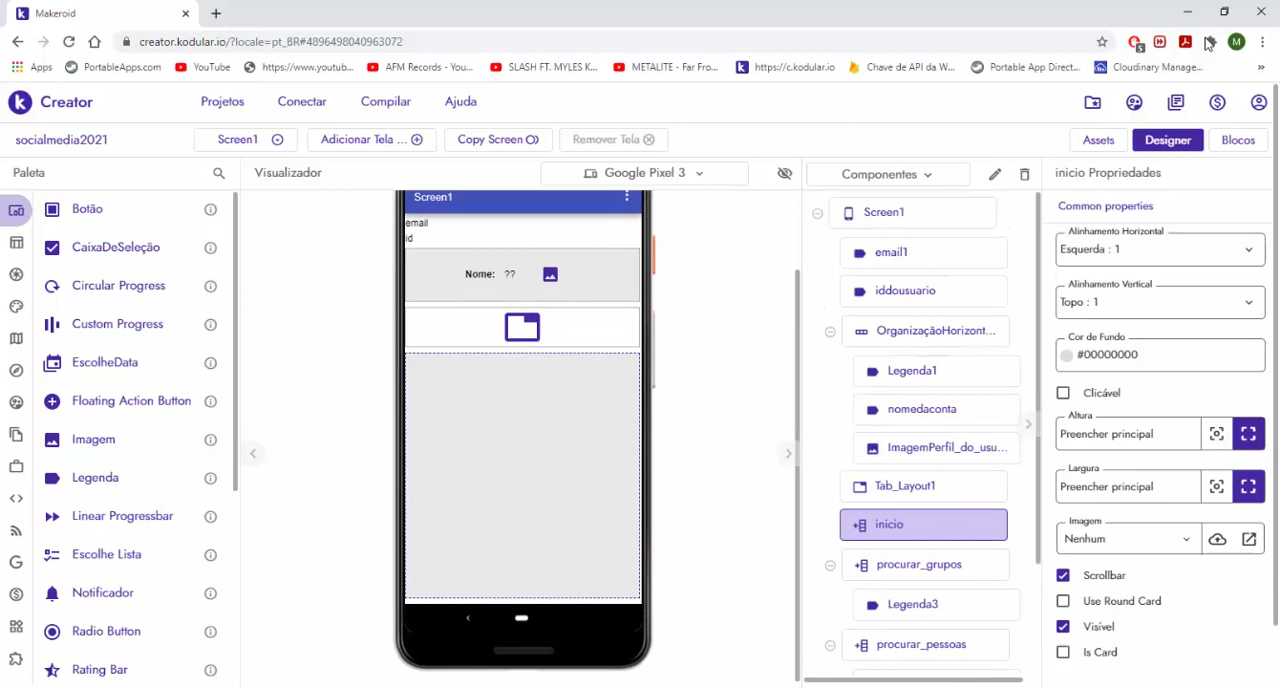 Makeroid
creator.kodular.io/?locale=pt_BR#4896498040963072
5
M
Apps PortableApps.com YouTube https://www.youtub... AFM Records - You... SLASH FT. MYLES K... METALITE - Far Fro... https://c.kodular.io Chave de API da W... Portable App Direct... Cloudinary Manage... »
Creator Projetos Conectar Compilar Ajuda
socialmedia2021 Screen1 Adicionar Tela ... Copy Screen Remover Tela Assets Designer Blocos
Paleta Visualizador Google Pixel 3 Componentes inicio Propriedades
Botão
CaixaDeSeleção
Circular Progress
Custom Progress
EscolheData
Floating Action Button
Imagem
Legenda
Linear Progressbar
Escolhe Lista
Notificador
Radio Button
Rating Bar
Screen1
email
id
Nome: ??
Screen1
email1
iddousuario
OrganizaçãoHorizont...
Legenda1
nomedaconta
ImagemPerfil_do_usu...
Tab_Layout1
inicio
procurar_grupos
Legenda3
procurar_pessoas
Common properties
Alinhamento Horizontal
Esquerda : 1
Alinhamento Vertical
Topo : 1
Cor de Fundo
#00000000
Clicável
Altura
Preencher principal
Largura
Preencher principal
Imagem
Nenhum
Scrollbar
Use Round Card
Visível
Is Card